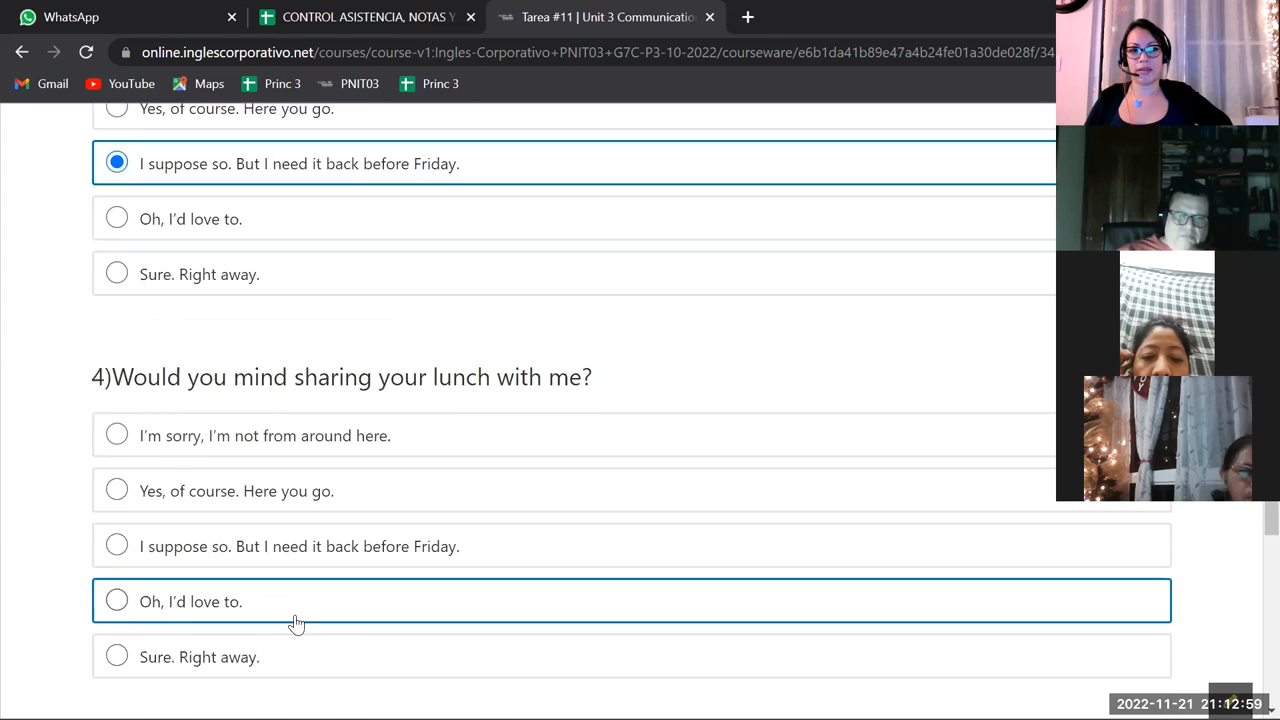 WhatsApp
CONTROL ASISTENCIA Y NOTAS V
Tarea #11 | Unit 3 Communicatio
online.inglescorporativo.net/courses/course-v1:ines-corporativo+PNIT03+G7C-P3-10-2022/courseware/e6b1da41b5
Gmail
YouTube
Maps
Princ 3
PNIT03
Princ
Yes, of course. Here you go.
I suppose so. But I need it back before Friday.
Oh, I'd love to.
Sure. Right away.
4)Would you mind sharing your lunch with me?
I'm sorry, I'm not from around here.
Yes, of course. Here you go.
I suppose so. But I need it back before Friday.
Oh, I'd love to.
Sure. Right away.
2022-11-21 21:12:59